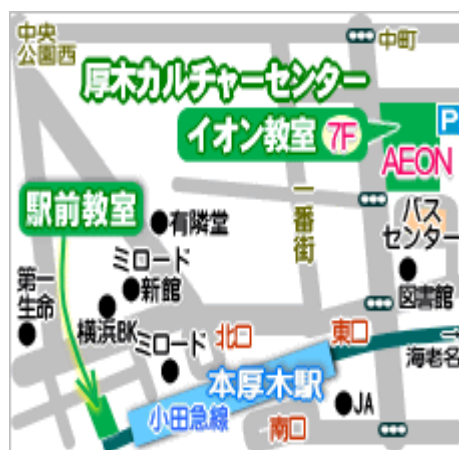 中央
公園西
中町
厚木カルチャーセンター
イオン教室 7F
P
AEON
駅前教室
有隣堂
一番街
バス
センター
ミロード
新館
第一
生命
横浜BK
図書館
ミロード
北口
東口
海老名
本厚木駅
小田急線
JA
南口